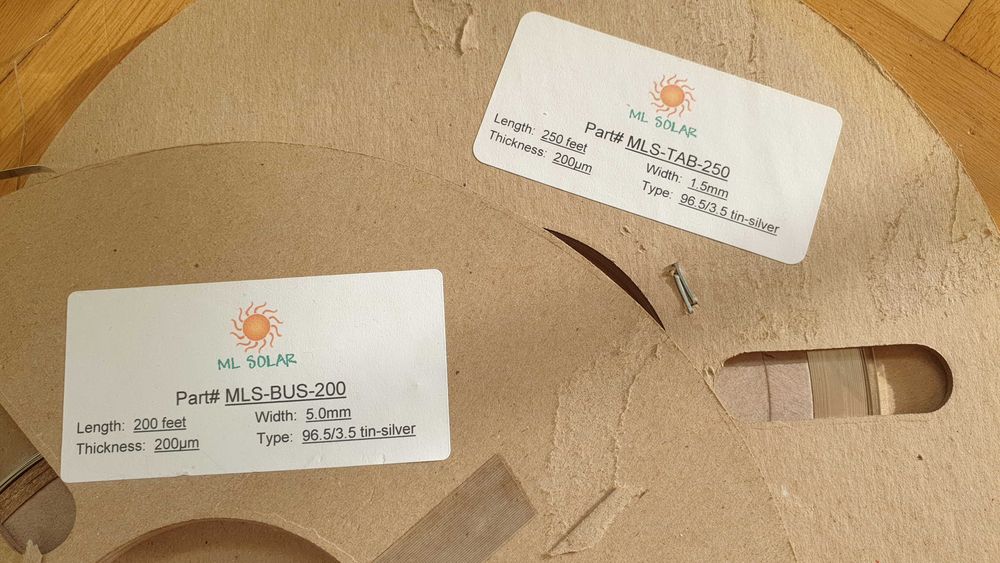 ML SOLAR
Part# MLS-TAB-250
Length: 250 feet Width: 1.5mm
Thickness: 200µm Type: 96.5/3.5 tin-silver
ML SOLAR
Part# MLS-BUS-200
Length: 200 feet Width: 5.0mm
Thickness: 200µm Type: 96.5/3.5 tin-silver